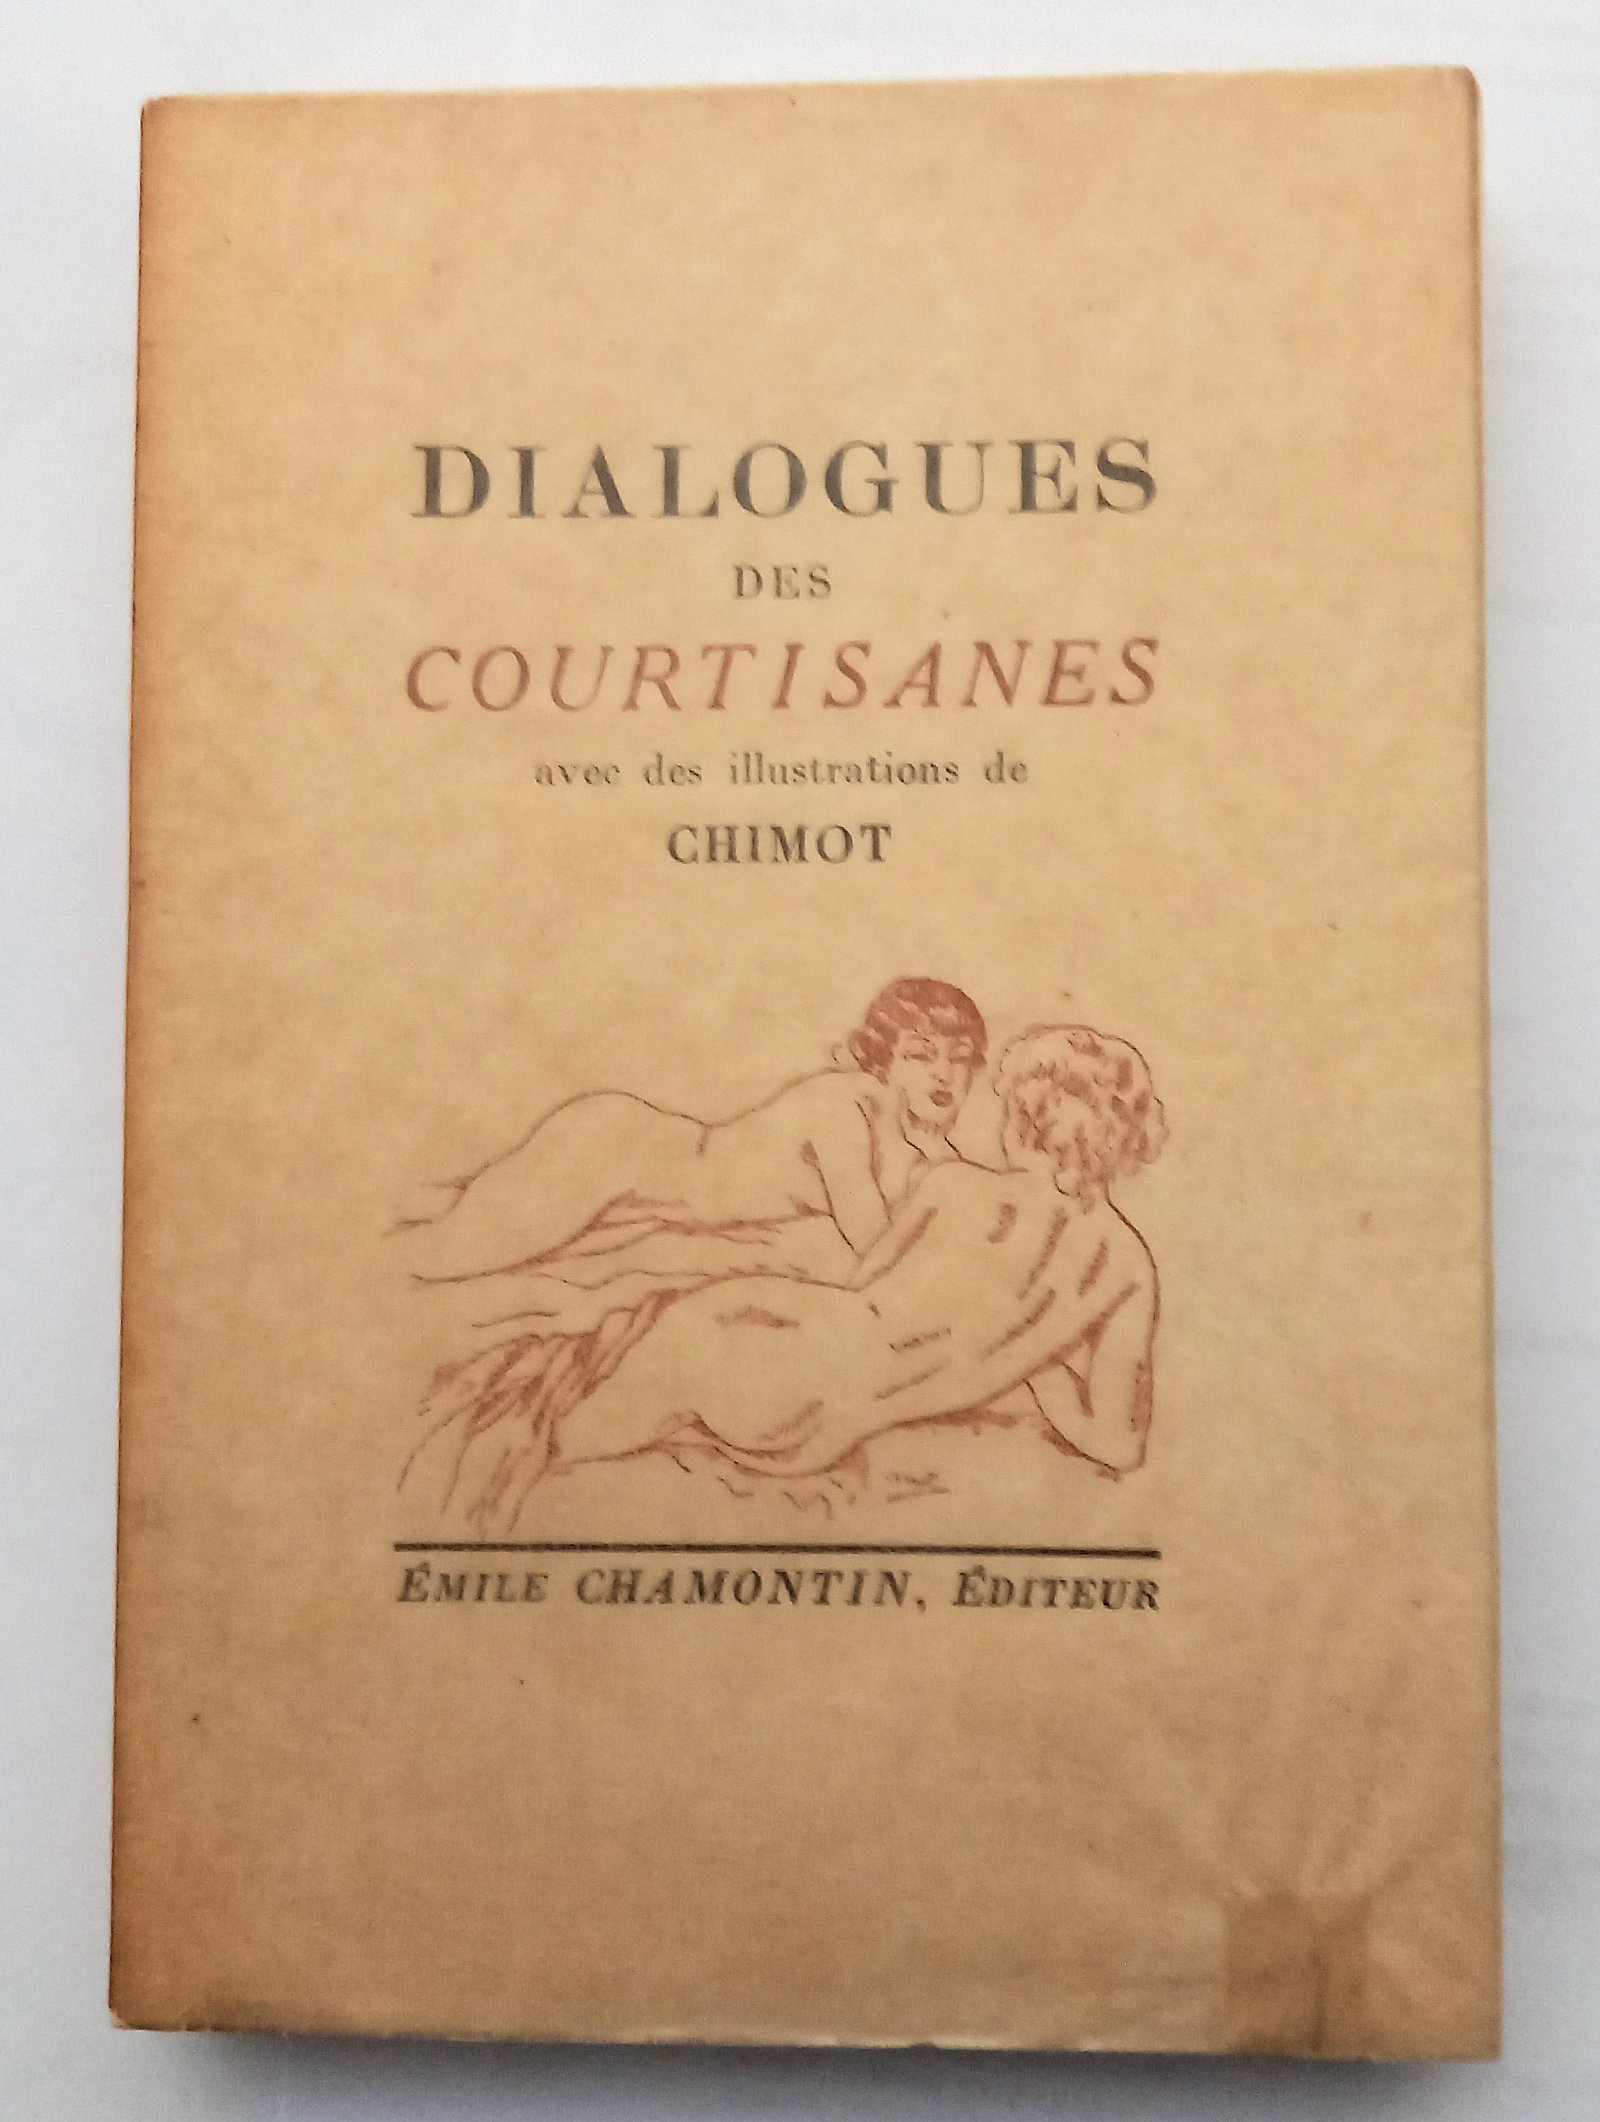 DIALOGUES
DES
COURTISANES
avec des illustrations de
CHIMOT
ÉMILE CHAMONTIN, ÉDITEUR